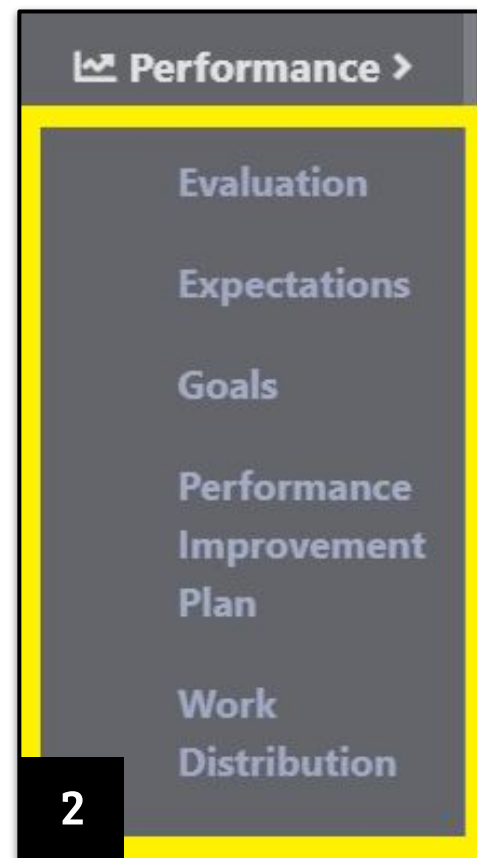 Performance >
Evaluation
Expectations
Goals
Performance
Improvement
Plan
Work
Distribution
2